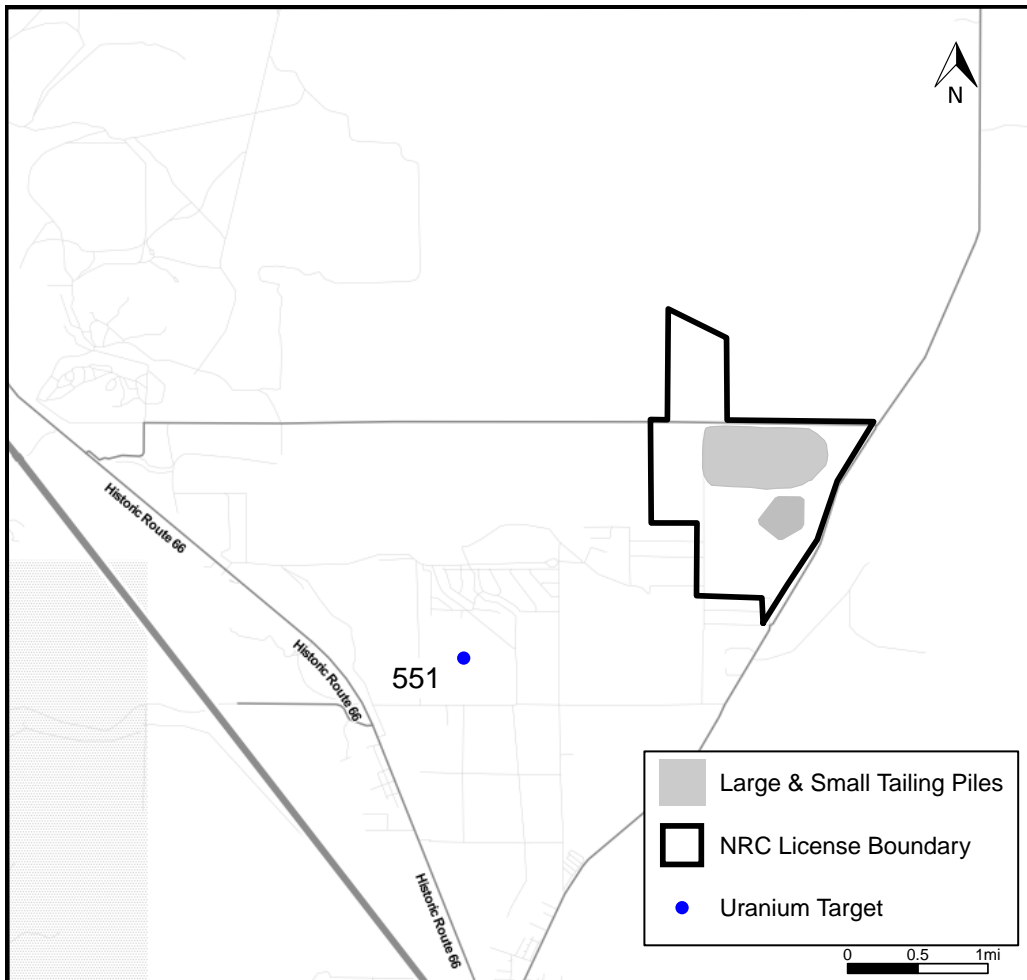 N
Historic Route 66
Historic Route 66
551
Historic Route 66
Large & Small Tailing Piles
NRC License Boundary
Uranium Target
0 0.5 1mi